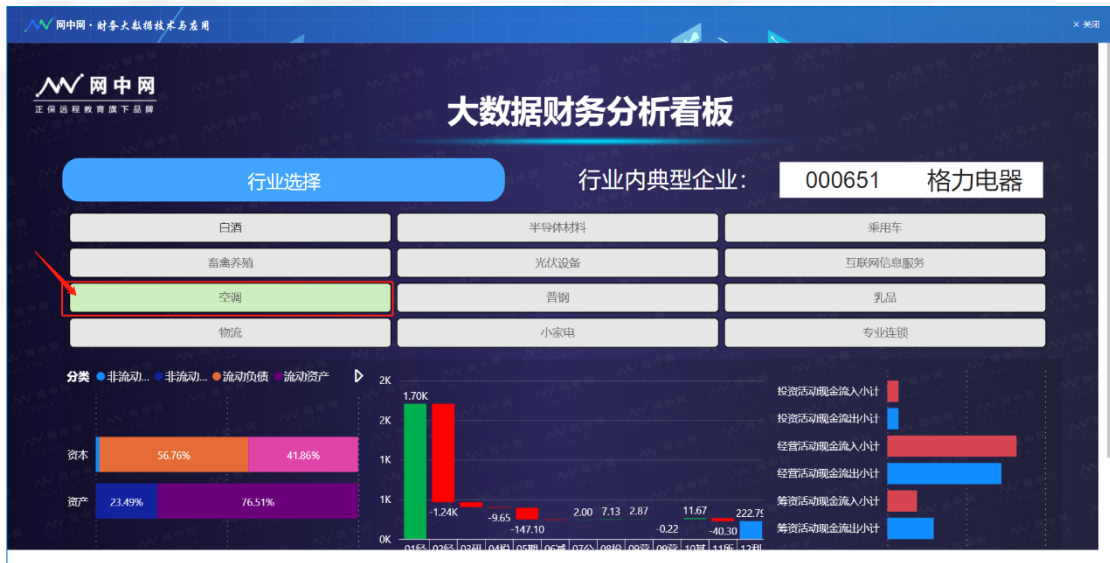 网中网·财务大数据技术与应用
× 关闭
网中网
正保远程教育旗下品牌
大数据财务分析看板
行业选择
行业内典型企业： 000651 格力电器
白酒 半导体材料 乘用车
畜禽养殖 光伏设备 互联网信息服务
空调 普钢 乳品
物流 小家电 专业连锁
分类 非流动... 非流动... 流动负债 流动资产
资本 56.76% 41.86%
资产 23.49% 76.51%
2K
2K
1K
1K
0K
1.70K
-1.24K
-9.65
-147.10
2.00
7.13
2.87
-0.22
11.67
-40.30
222.79
投资活动现金流入小计
投资活动现金流出小计
经营活动现金流入小计
经营活动现金流出小计
筹资活动现金流入小计
筹资活动现金流出小计